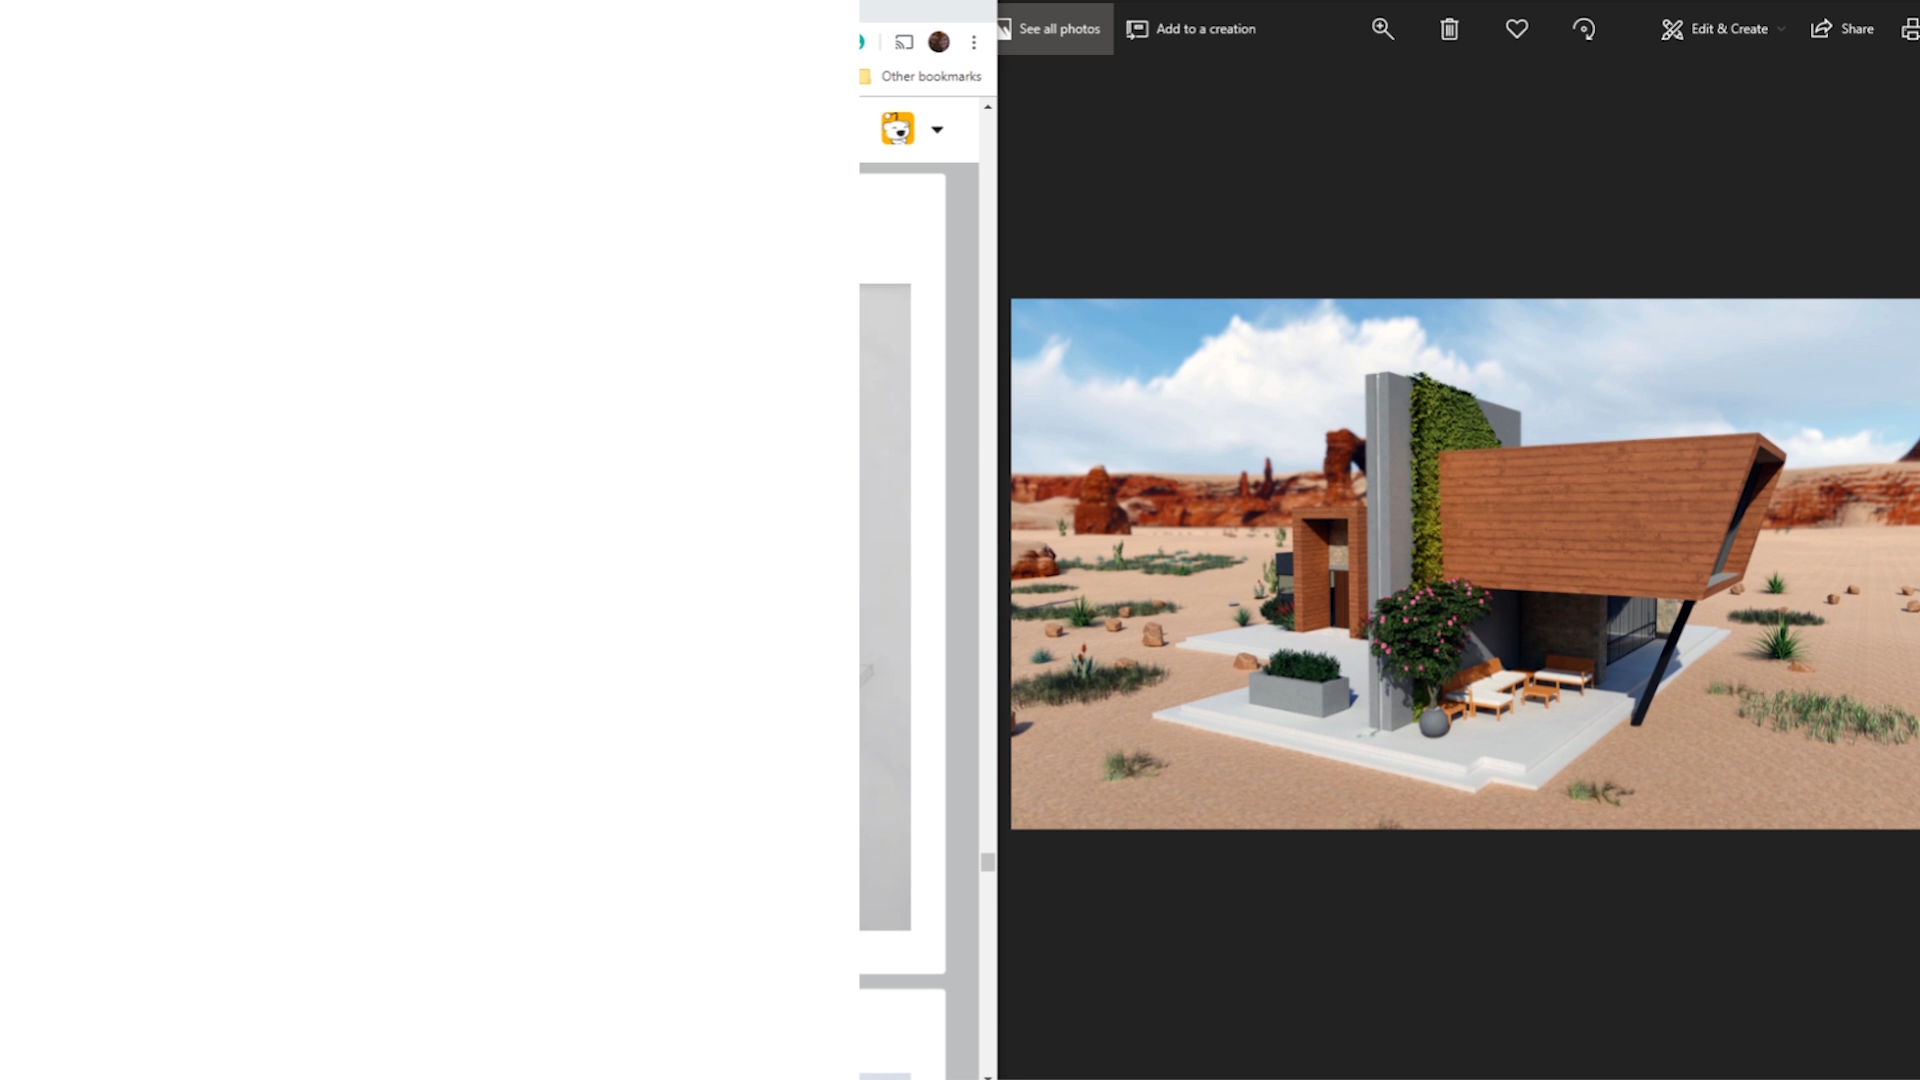 See all photos
Add to a creation
Edit & Create
Share
Other bookmarks